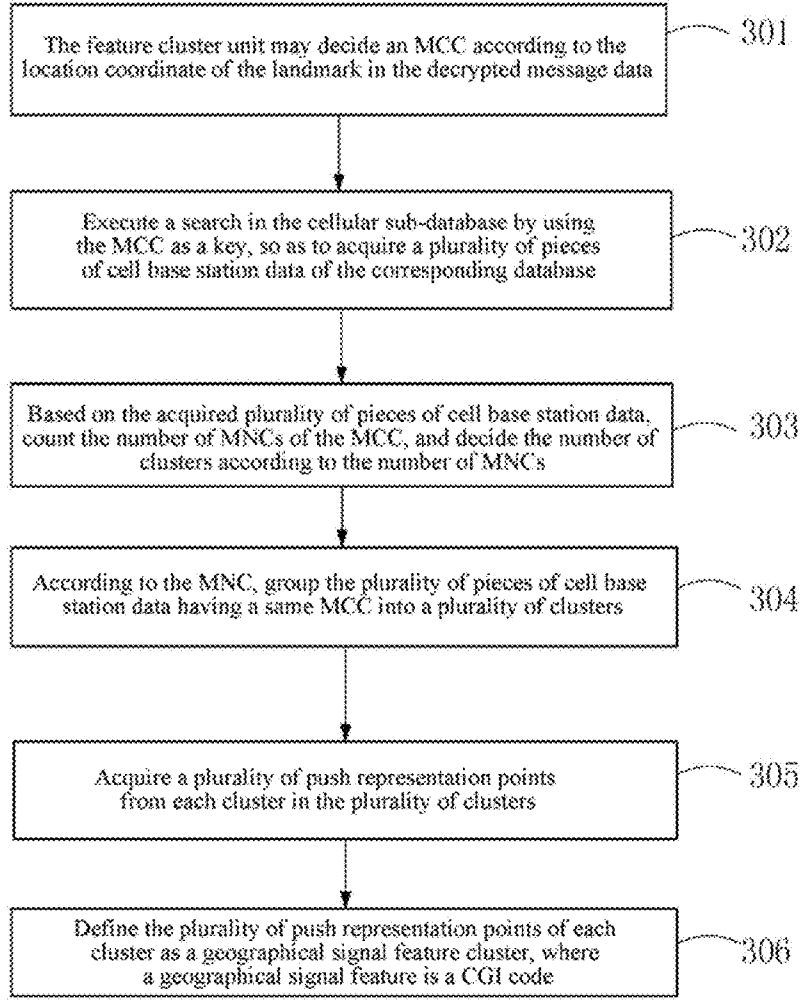 The feature cluster unit may decide an MCC according to the
location coordinate of the landmark in the decrypted message data
301
Execute a search in the cellular sub-database by using
the MCC as a key, so as to acquire a plurality of pieces
of cell base station data of the corresponding database
302
Based on the acquired plurality of pieces of cell base station data,
count the number of MNCs of the MCC, and decide the number of
clusters according to the number of MNCs
303
According to the MNC, group the plurality of pieces of cell base
station data having a same MCC into a plurality of clusters
304
Acquire a plurality of push representation points
from each cluster in the plurality of clusters
305
Define the plurality of push representation points of each
cluster as a geographical signal feature cluster, where
a geographical signal feature is a CGI code
306